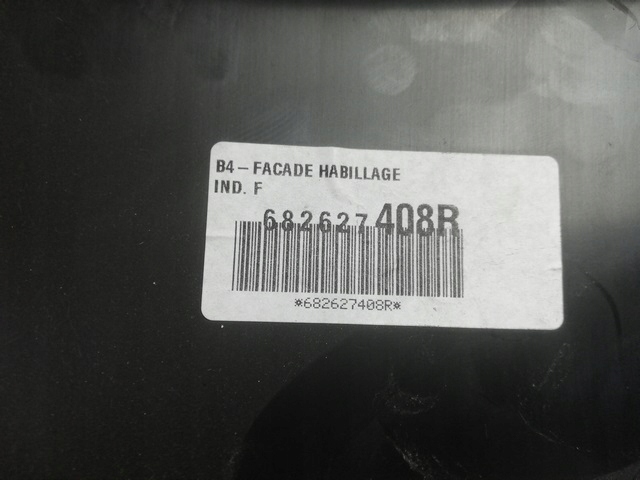 B4-FACADE HABILLAGE
IND. F
682627408R
*682627408R*